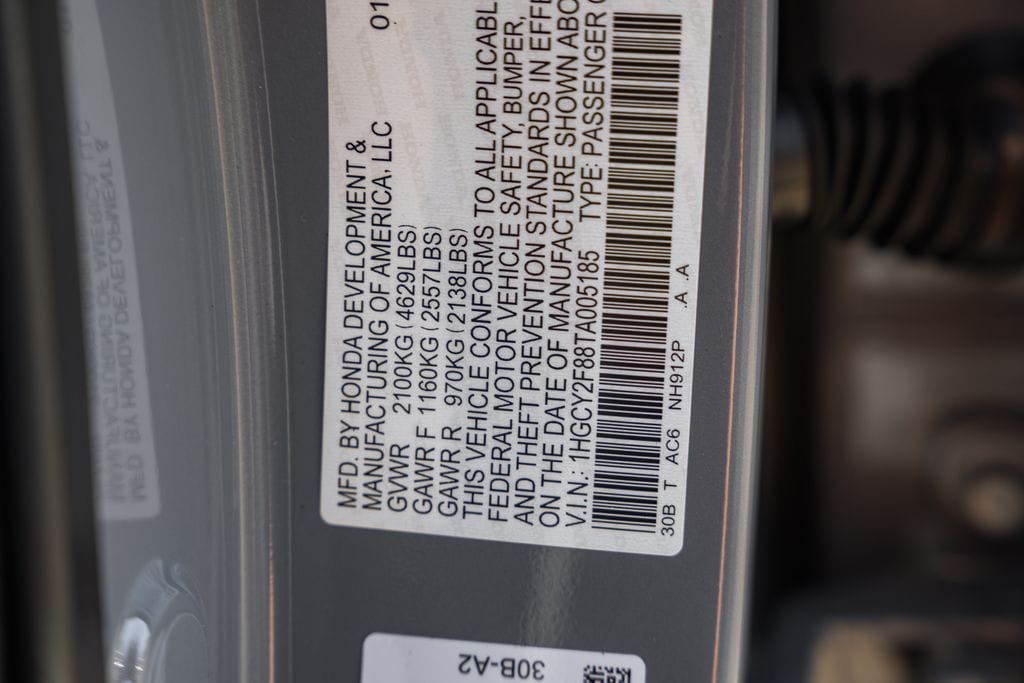 01
MFD. BY HONDA DEVELOPMENT &
MANUFACTURING OF AMERICA, LLC
GVWR 2100KG (4629LBS)
GAWR F 1160KG (2557LBS)
GAWR R 970KG (2138LBS)
THIS VEHICLE CONFORMS TO ALL APPLICABL
FEDERAL MOTOR VEHICLE SAFETY, BUMPER,
AND THEFT PREVENTION STANDARDS IN EFFE
ON THE DATE OF MANUFACTURE SHOWN ABO
V.I.N.: 1HGCY2F88TA005185 TYPE: PASSENGER
30B T AC6 NH912P .A .A
30B-A2